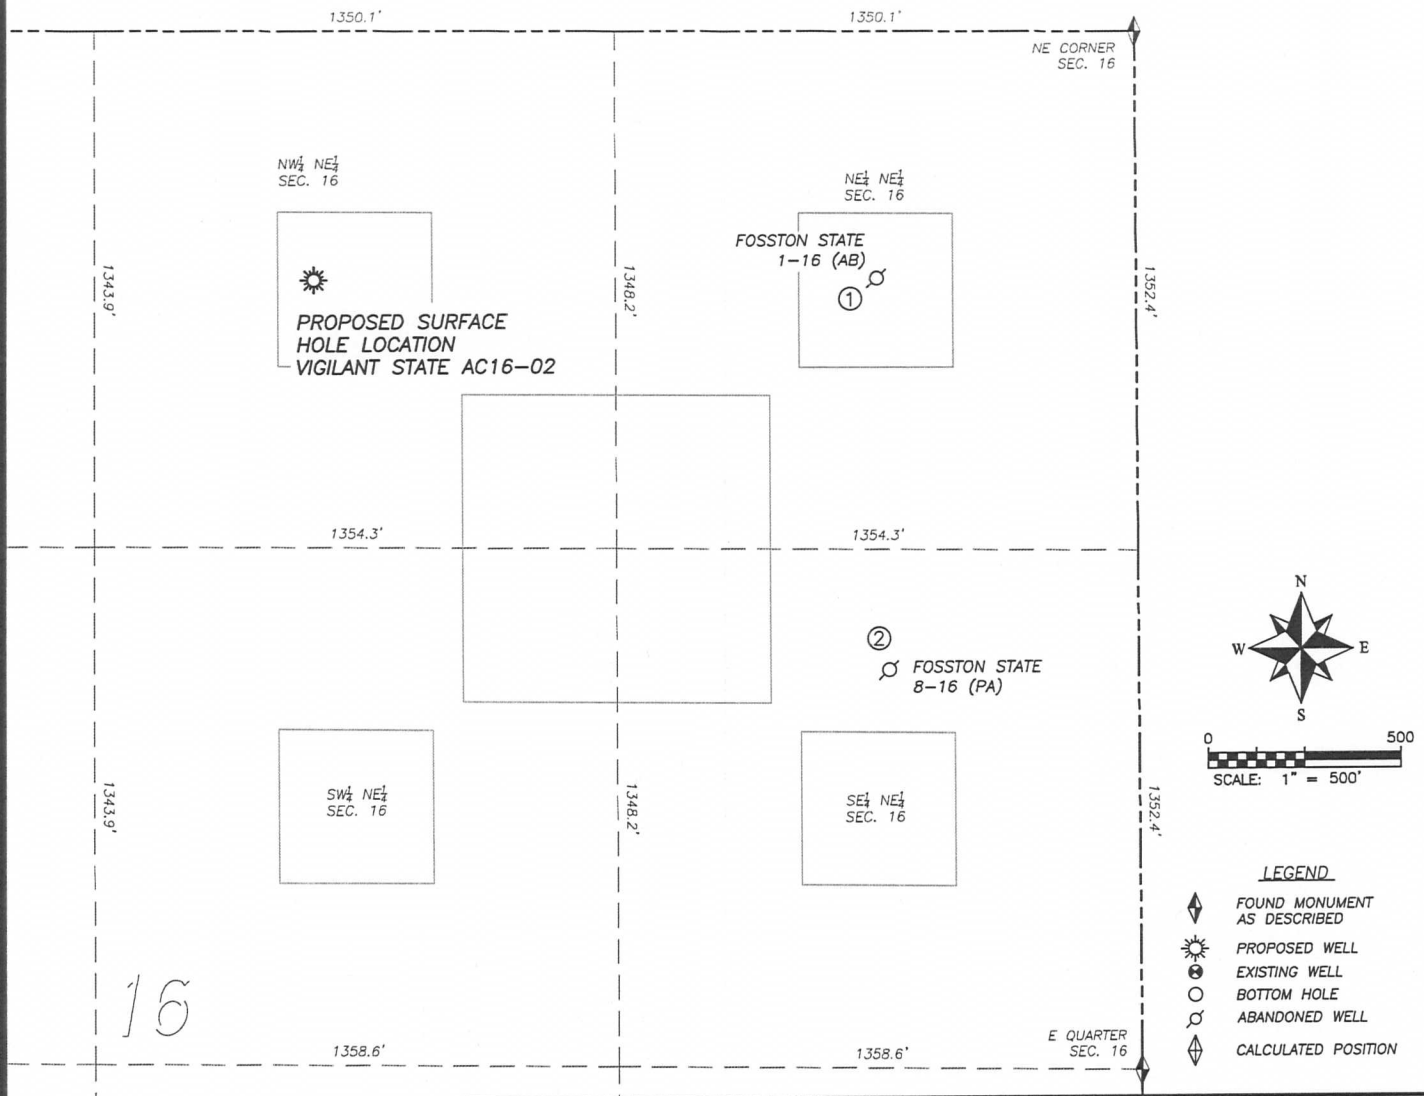 1350.1'
1350.1'
NE CORNER
SEC. 16
NW¼ NE¼
SEC. 16
NE¼ NE¼
SEC. 16
FOSSTON STATE
1-16 (AB)
1
1343.9'
1348.2'
1352.4'
PROPOSED SURFACE
HOLE LOCATION
VIGILANT STATE AC16-02
1354.3'
1354.3'
2
FOSSTON STATE
8-16 (PA)
N
W
E
S
0
500
SCALE: 1" = 500'
SW¼ NE¼
SEC. 16
SE¼ NE¼
SEC. 16
1343.9'
1348.2'
1352.4'
LEGEND
FOUND MONUMENT
AS DESCRIBED
PROPOSED WELL
EXISTING WELL
BOTTOM HOLE
ABANDONED WELL
CALCULATED POSITION
16
1358.6'
1358.6'
E QUARTER
SEC. 16